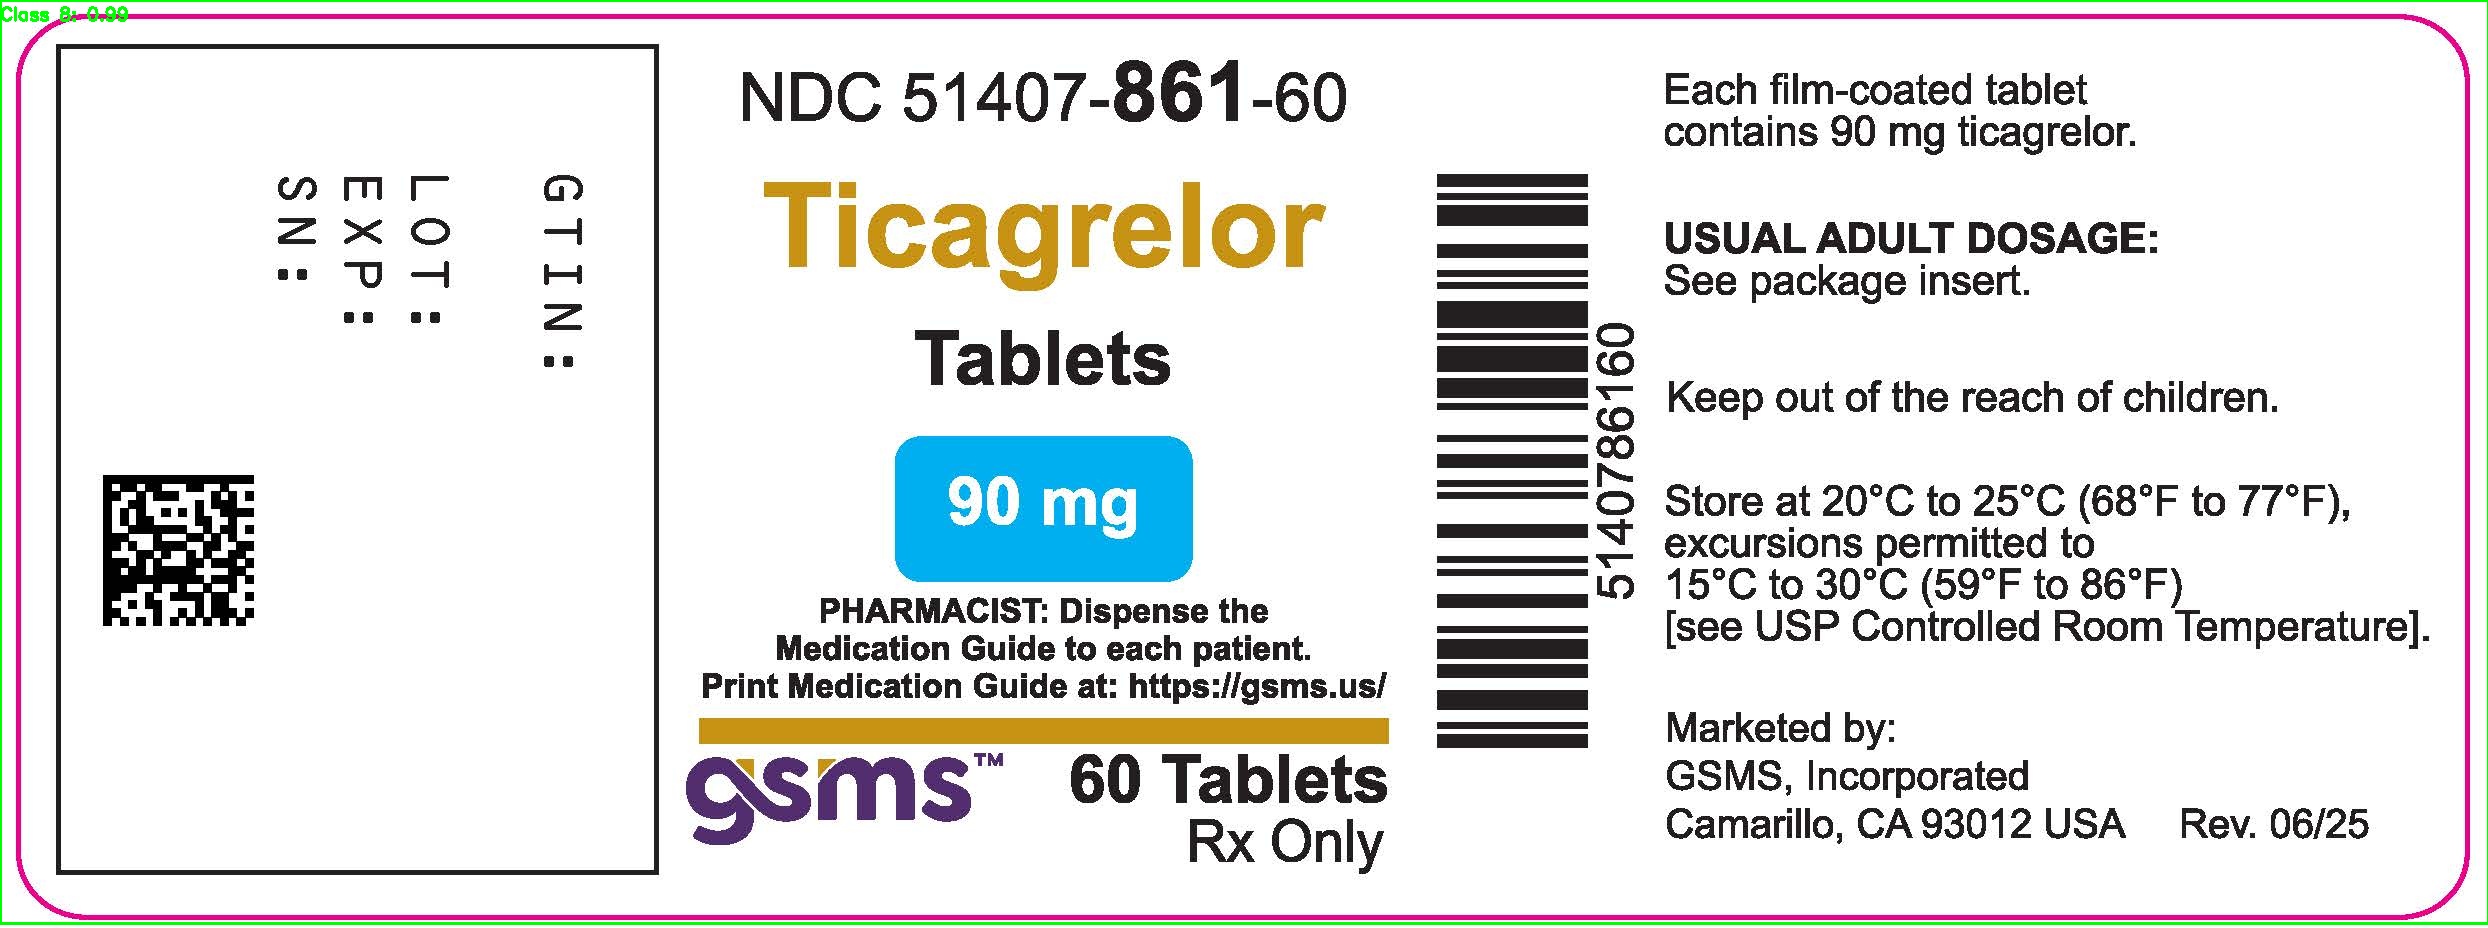 Class 8: 0.99
GTIN:
LOT:
EXP:
SN:
NDC 51407-861-60
Ticagrelor
Tablets
90 mg
PHARMACIST: Dispense the
Medication Guide to each patient.
Print Medication Guide at: https://gsms.us/
gsms™
60 Tablets
Rx Only
5140786160
Each film-coated tablet
contains 90 mg ticagrelor.
USUAL ADULT DOSAGE:
See package insert.
Keep out of the reach of children.
Store at 20°C to 25°C (68°F to 77°F),
excursions permitted to
15°C to 30°C (59°F to 86°F)
[see USP Controlled Room Temperature].
Marketed by:
GSMS, Incorporated
Camarillo, CA 93012 USA Rev. 06/25